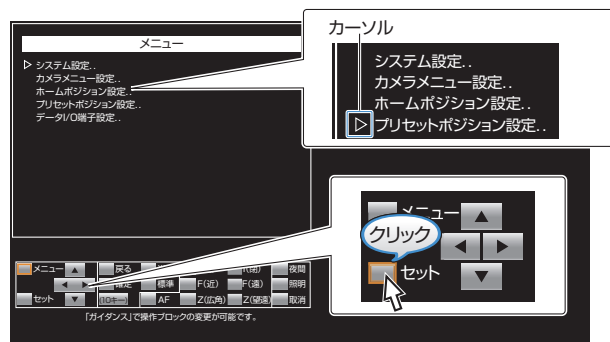 メニュー
システム設定..
カメラメニュー設定..
ホームポジション設定..
プリセットポジション設定..
データI/O端子設定..
カーソル
システム設定..
カメラメニュー設定..
ホームポジション設定..
プリセットポジション設定..
メニュー
クリック
セット
メニュー 戻る I(閉) 夜間
確定 標準 F(近) F(遠) 照明
セット (10キー) AF Z(広角) Z(望遠) 取消
「ガイダンス」で操作ブロックの変更が可能です。